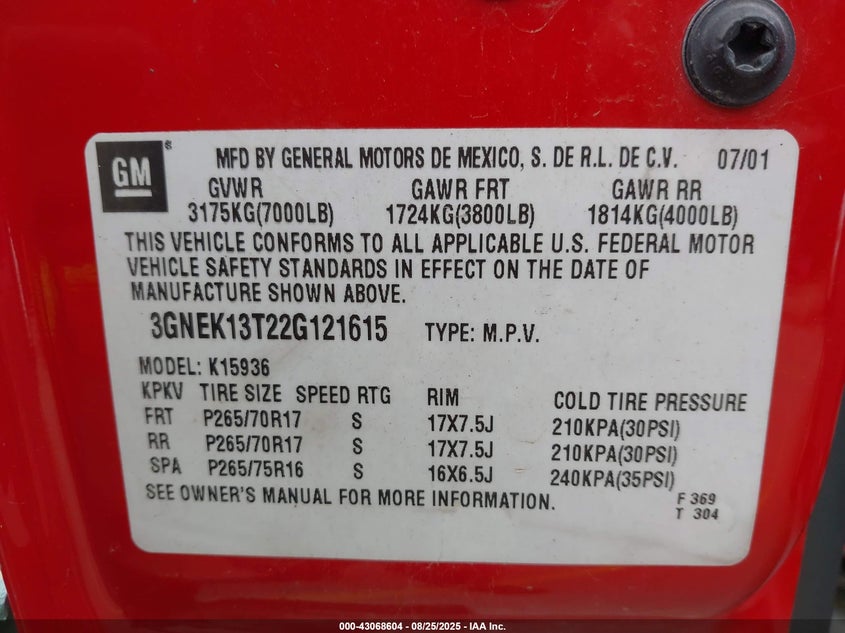 GM® MFD BY GENERAL MOTORS DE MEXICO, S. DE R.L. DE C.V. 07/01
GVWR GAWR FRT GAWR RR
3175KG(7000LB) 1724KG(3800LB) 1814KG(4000LB)
THIS VEHICLE CONFORMS TO ALL APPLICABLE U.S. FEDERAL MOTOR
VEHICLE SAFETY STANDARDS IN EFFECT ON THE DATE OF
MANUFACTURE SHOWN ABOVE.
3GNEK13T22G121615 TYPE: M.P.V.
MODEL: K15936
KPKV TIRE SIZE SPEED RTG RIM COLD TIRE PRESSURE
FRT P265/70R17 S 17X7.5J 210KPA(30PSI)
RR P265/70R17 S 17X7.5J 210KPA(30PSI)
SPA P265/75R16 S 16X6.5J 240KPA(35PSI)
SEE OWNER'S MANUAL FOR MORE INFORMATION. F 369
T 304
000-43068604 - 08/25/2025 - IAA Inc.